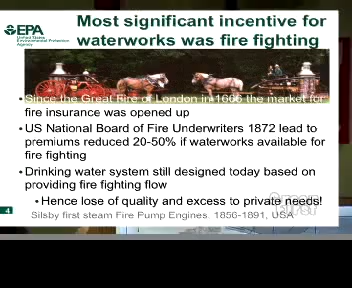 Most significant incentive for
waterworks was fire fighting
EPA
United States
Environmental Protection
Agency
• Since the Great Fire of London in 1666 the market for
fire insurance was opened up
• US National Board of Fire Underwriters 1872 lead to
premiums reduced 20-50% if waterworks available for
fire fighting
• Drinking water system still designed today based on
providing fire fighting flow
• Hence lose of quality and excess to private needs!
4
Silsby first steam Fire Pump Engines. 1856-1891, USA